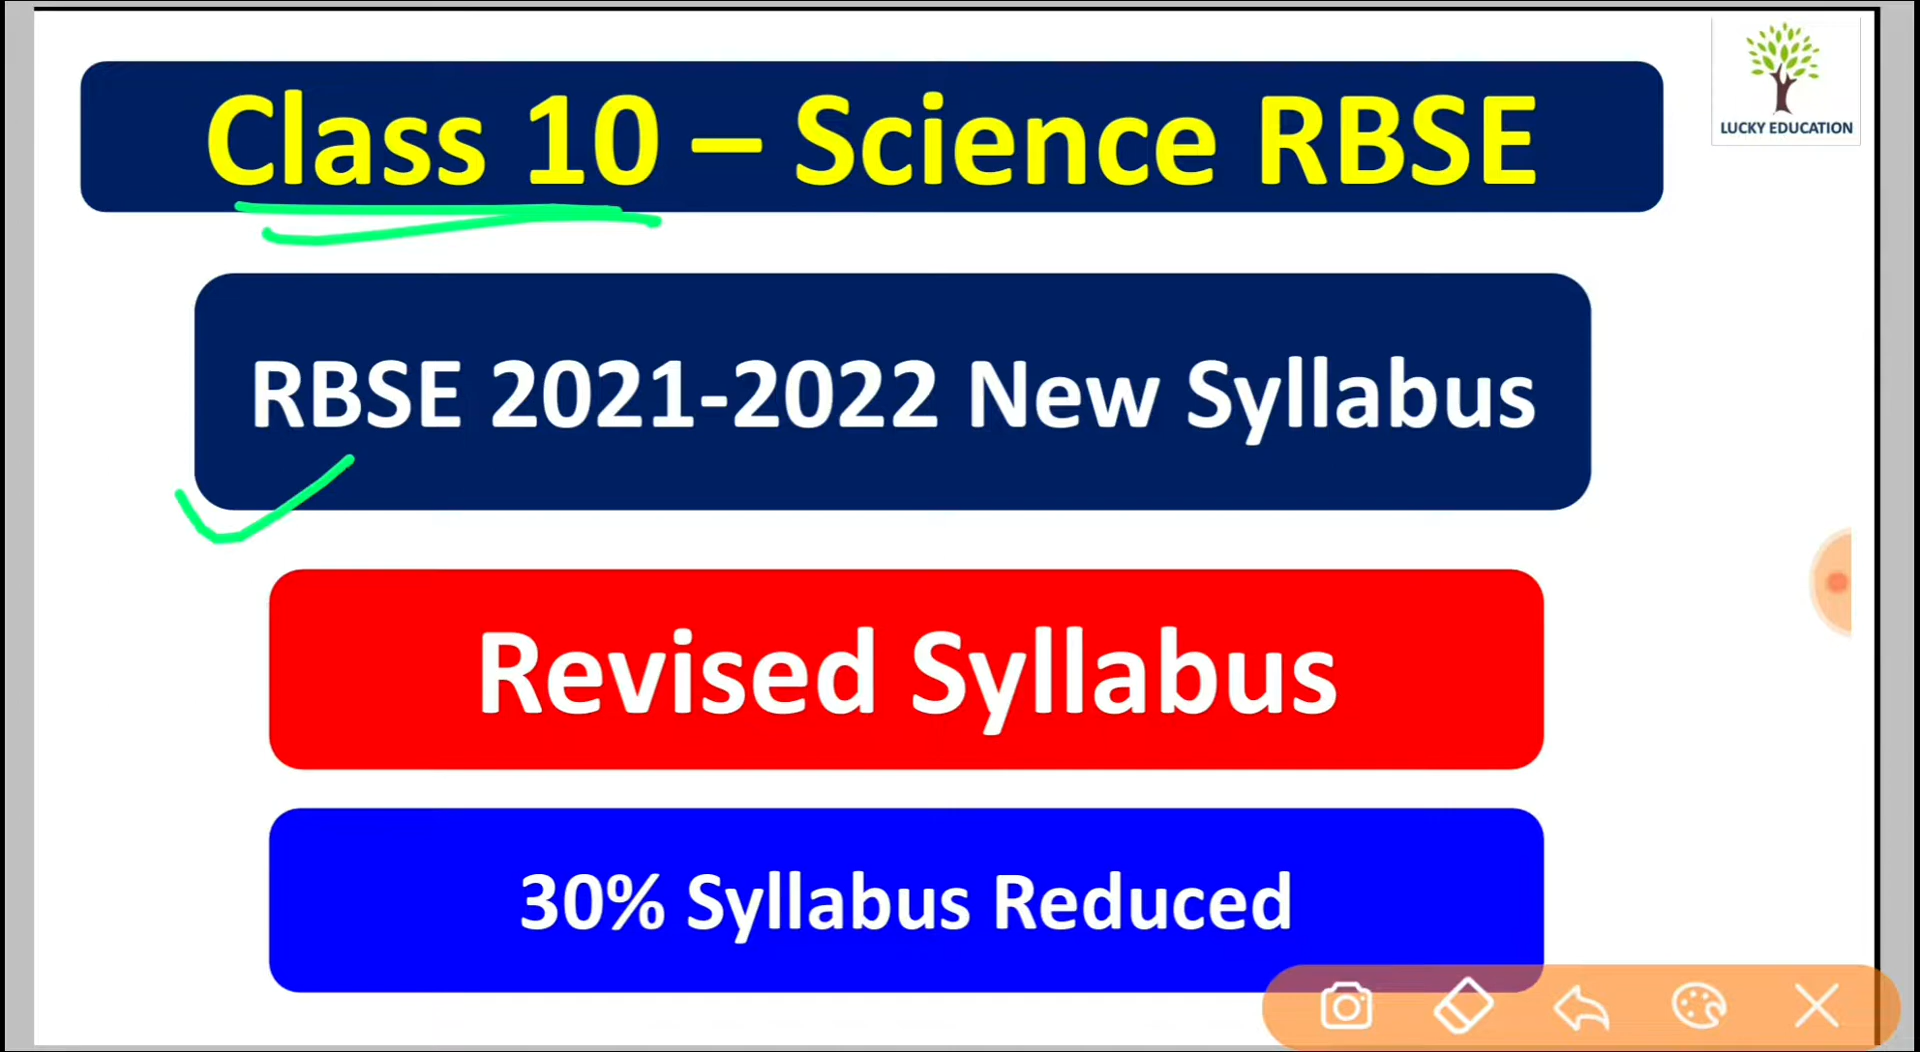 Class 10 – Science RBSE
LUCKY EDUCATION
RBSE 2021-2022 New Syllabus
Revised Syllabus
30% Syllabus Reduced